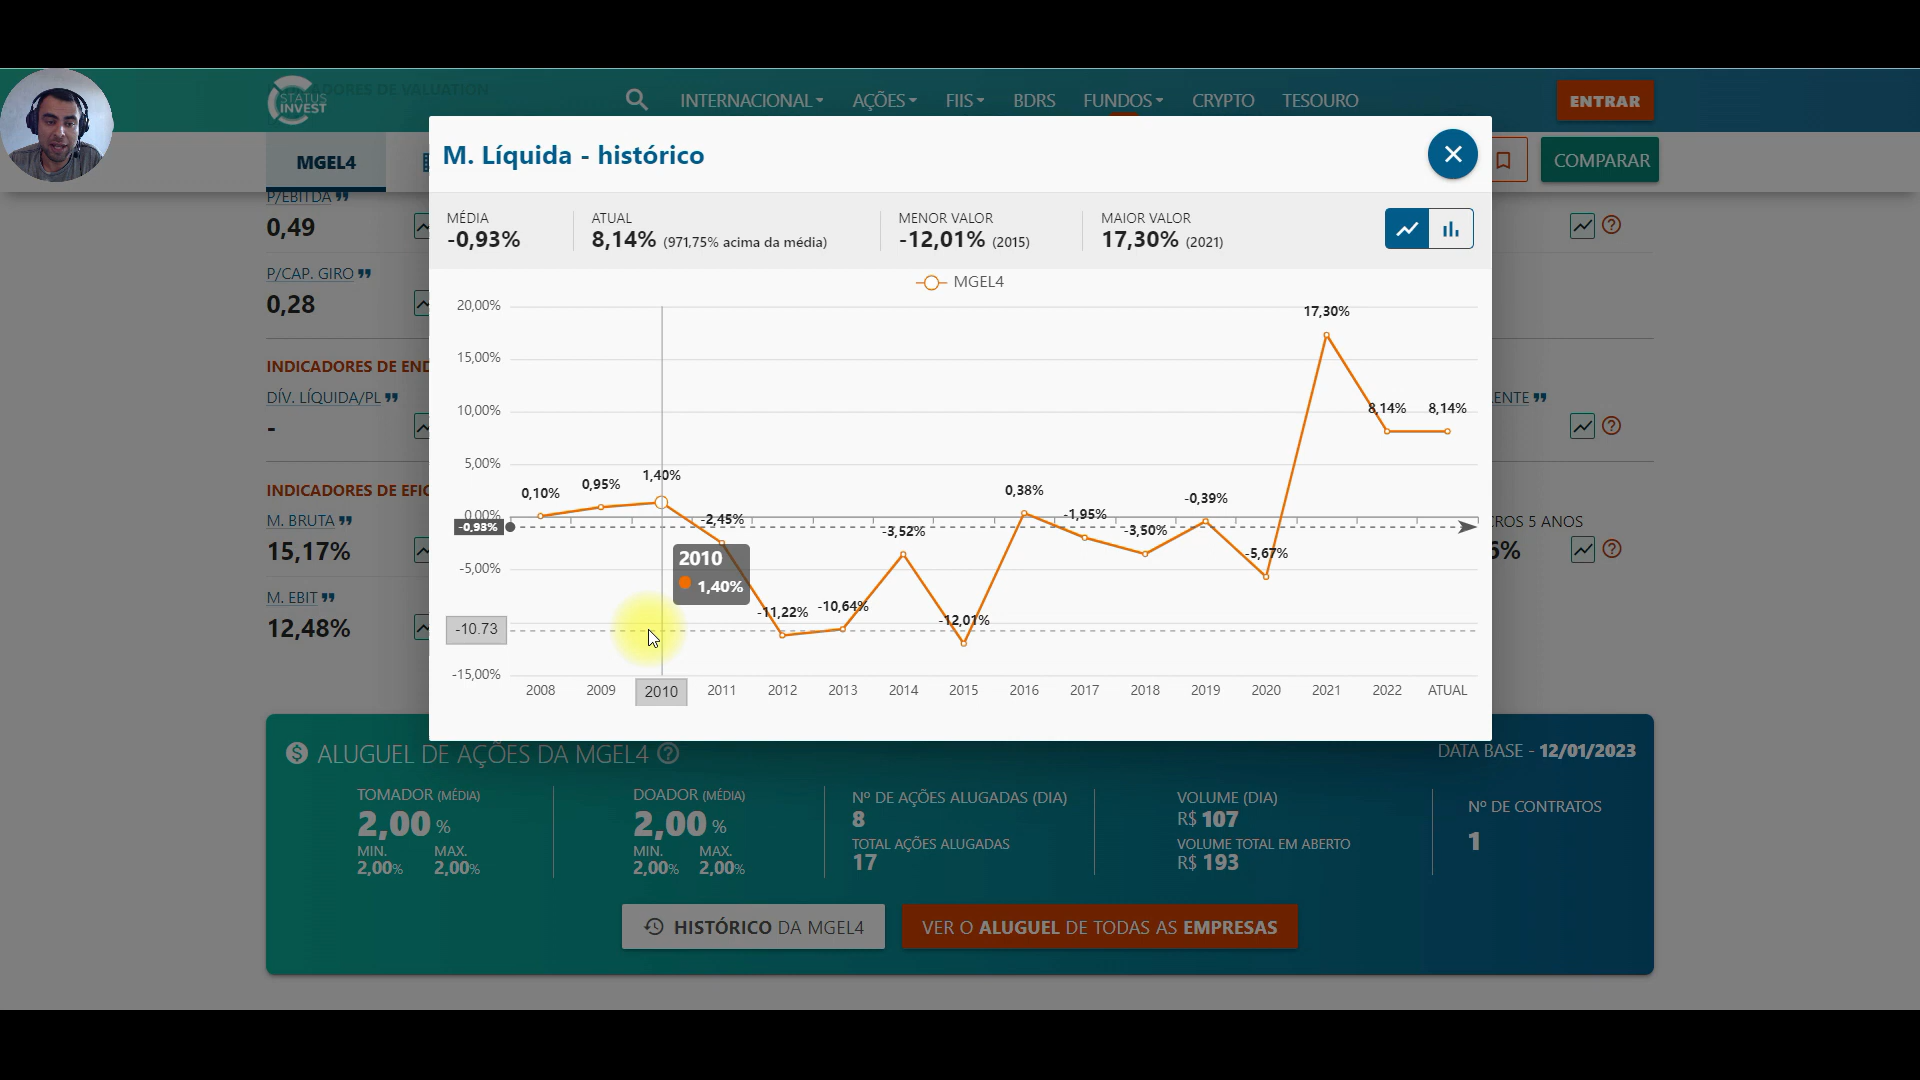 INDICADORES DE VALUATION
STATUS
INVEST
INTERNACIONAL
AÇÕES
FIIS
BDRS
FUNDOS
CRYPTO
TESOURO
ENTRAR
MGEL4
COMPARAR
M. Líquida - histórico
MÉDIA
-0,93%
ATUAL
8,14% (971,75% acima da média)
MENOR VALOR
-12,01% (2015)
MAIOR VALOR
17,30% (2021)
P/EBITDA
0,49
P/CAP. GIRO
0,28
INDICADORES DE END
DÍV. LÍQUIDA/PL
-
ENTE
INDICADORES DE EFIC
M. BRUTA
15,17%
M. EBIT
12,48%
CROS 5 ANOS
6%
MGEL4
20,00%
15,00%
10,00%
5,00%
0,00%
-0,93%
-5,00%
-10.73
-15,00%
0,10%
0,95%
1,40%
-2,45%
-11,22%
-10,64%
-3,52%
-12,01%
0,38%
-1,95%
-3,50%
-0,39%
-5,67%
17,30%
8,14%
8,14%
2010
1,40%
2008 2009 2010 2011 2012 2013 2014 2015 2016 2017 2018 2019 2020 2021 2022 ATUAL
ALUGUEL DE AÇÕES DA MGEL4
DATA BASE - 12/01/2023
TOMADOR (MÉDIA)
2,00 %
MIN. MAX.
2,00% 2,00%
DOADOR (MÉDIA)
2,00 %
MIN. MAX.
2,00% 2,00%
Nº DE AÇÕES ALUGADAS (DIA)
8
TOTAL AÇÕES ALUGADAS
17
VOLUME (DIA)
R$ 107
VOLUME TOTAL EM ABERTO
R$ 193
Nº DE CONTRATOS
1
HISTÓRICO DA MGEL4
VER O ALUGUEL DE TODAS AS EMPRESAS